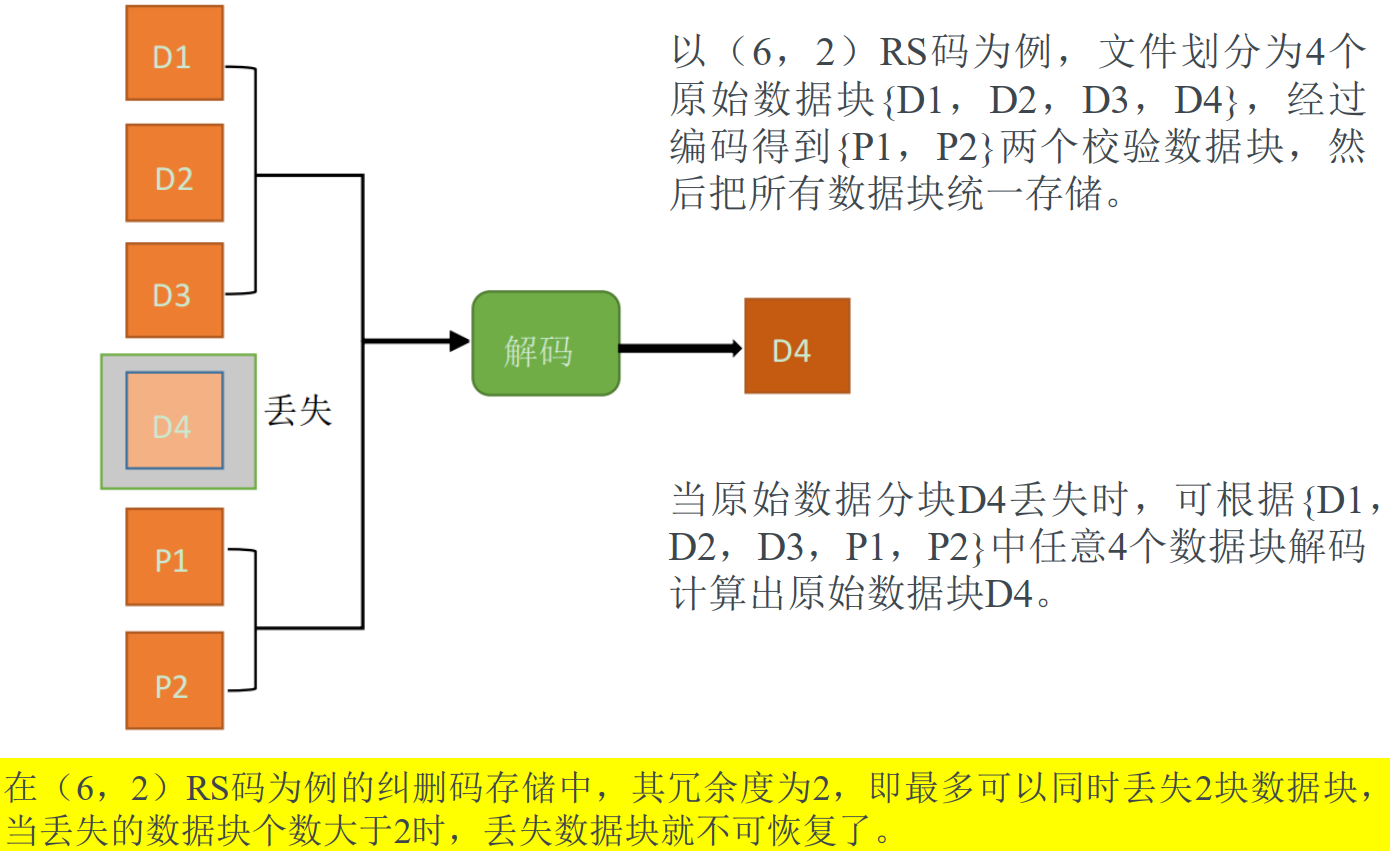 D1
D2
D3
D4
丢失
P1
P2
解码
D4
以（6，2）RS码为例，文件划分为4个
原始数据块{D1，D2，D3，D4}，经过
编码得到{P1，P2}两个校验数据块，然
后把所有数据块统一存储。
当原始数据分块D4丢失时，可根据{D1，
D2，D3，P1，P2}中任意4个数据块解码
计算出原始数据块D4。
在（6，2）RS码为例的纠删码存储中，其冗余度为2，即最多可以同时丢失2块数据块，
当丢失的数据块个数大于2时，丢失数据块就不可恢复了。